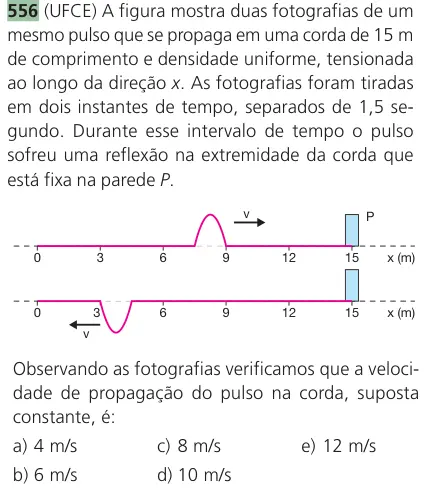 556 (UFCE) A figura mostra duas fotografias de um
mesmo pulso que se propaga em uma corda de 15 m
de comprimento e densidade uniforme, tensionada
ao longo da direção x. As fotografias foram tiradas
em dois instantes de tempo, separados de 1,5 se-
gundo. Durante esse intervalo de tempo o pulso
sofreu uma reflexão na extremidade da corda que
está fixa na parede P.
v
P
0 3 6 9 12 15 x (m)
0 3 6 9 12 15 x (m)
v
Observando as fotografias verificamos que a veloci-
dade de propagação do pulso na corda, suposta
constante, é:
a) 4 m/s c) 8 m/s e) 12 m/s
b) 6 m/s d) 10 m/s